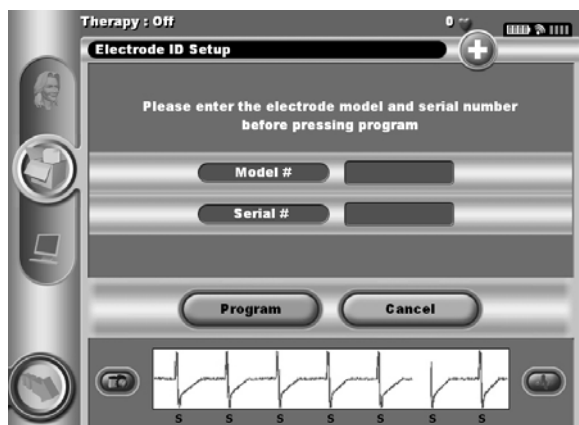 Therapy : Off
0
Electrode ID Setup
Please enter the electrode model and serial number
before pressing program
Model #
Serial #
Program
Cancel
S S S S S S S